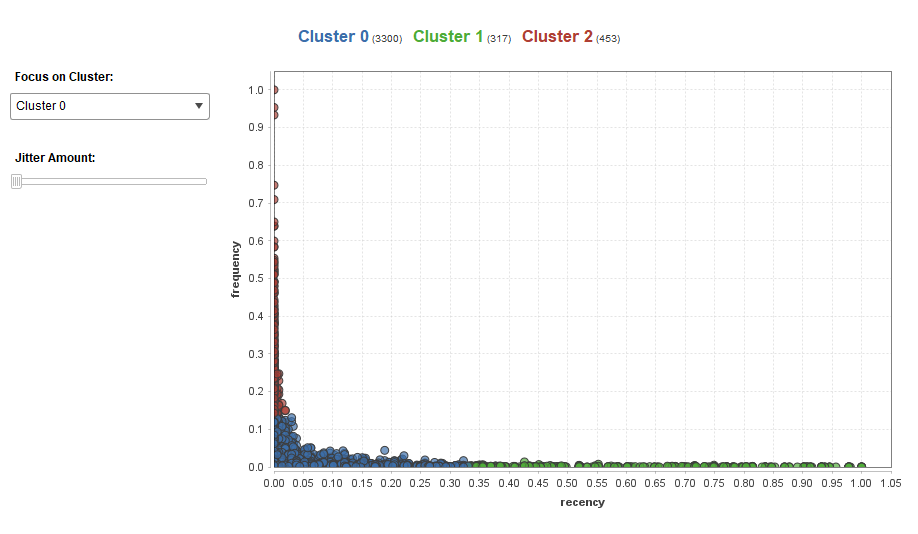 Cluster 0 (3300) Cluster 1 (317) Cluster 2 (453)
Focus on Cluster:
Cluster 0
Jitter Amount:
frequency
1.0
0.9
0.8
0.7
0.6
0.5
0.4
0.3
0.2
0.1
0.0
0.00 0.05 0.10 0.15 0.20 0.25 0.30 0.35 0.40 0.45 0.50 0.55 0.60 0.65 0.70 0.75 0.80 0.85 0.90 0.95 1.00 1.05
recency